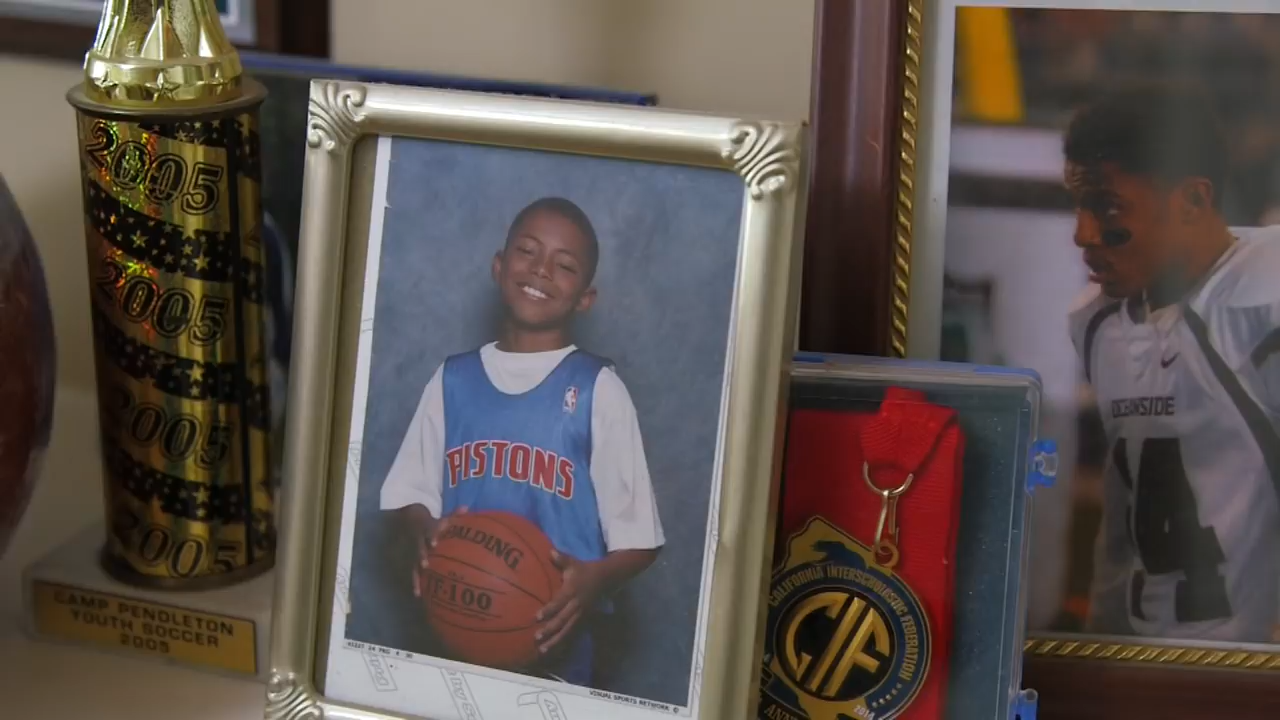 2005
2005
2005
2005
CAMP PENDLETON
YOUTH SOCCER
2005
PISTONS
SPALDING
TF-100
VISUAL SPORTS NETWORK ©
CALIFORNIA INTERSCHOLASTIC FEDERATION
CIF
OCEANSIDE
14